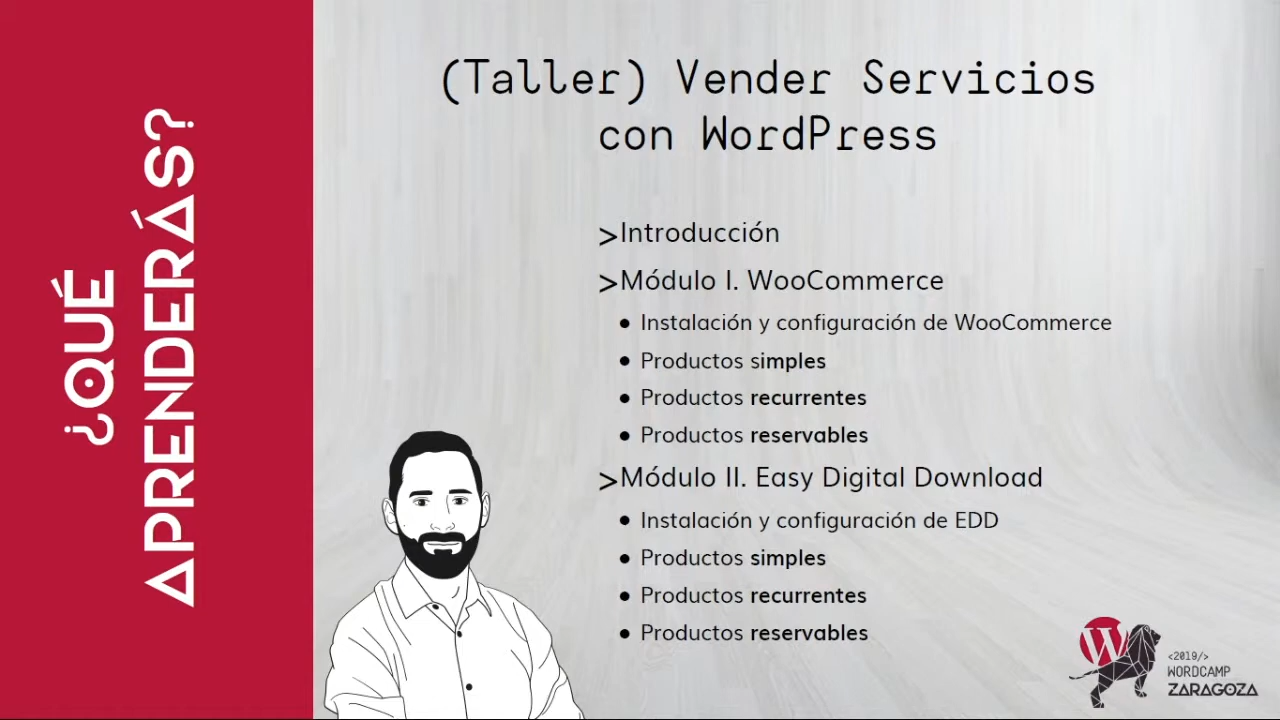 ¿QUÉ
APRENDERÁS?
(Taller) Vender Servicios
con WordPress
>Introducción
>Módulo I. WooCommerce
● Instalación y configuración de WooCommerce
● Productos simples
● Productos recurrentes
● Productos reservables
>Módulo II. Easy Digital Download
● Instalación y configuración de EDD
● Productos simples
● Productos recurrentes
● Productos reservables
<2019/>
WORDCAMP
ZARAGOZA